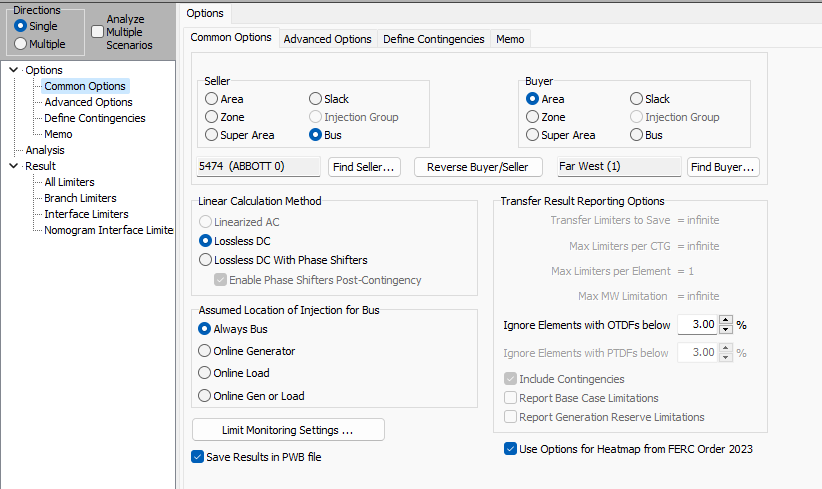 Directions
Single
Multiple
Analyze
Multiple
Scenarios
Options
Common Options
Advanced Options
Define Contingencies
Memo
Analysis
Result
All Limiters
Branch Limiters
Interface Limiters
Nomogram Interface Limite
Options
Common Options Advanced Options Define Contingencies Memo
Seller
Area Slack
Zone Injection Group
Super Area Bus
Buyer
Area Slack
Zone Injection Group
Super Area Bus
5474 (ABBOTT 0) Find Seller... Reverse Buyer/Seller Far West (1) Find Buyer...
Linear Calculation Method
Linearized AC
Lossless DC
Lossless DC With Phase Shifters
Enable Phase Shifters Post-Contingency
Assumed Location of Injection for Bus
Always Bus
Online Generator
Online Load
Online Gen or Load
Limit Monitoring Settings ...
Save Results in PWB file
Transfer Result Reporting Options
Transfer Limiters to Save = infinite
Max Limiters per CTG = infinite
Max Limiters per Element = 1
Max MW Limitation = infinite
Ignore Elements with OTDFs below 3.00 %
Ignore Elements with PTDFs below 3.00 %
Include Contingencies
Report Base Case Limitations
Report Generation Reserve Limitations
Use Options for Heatmap from FERC Order 2023